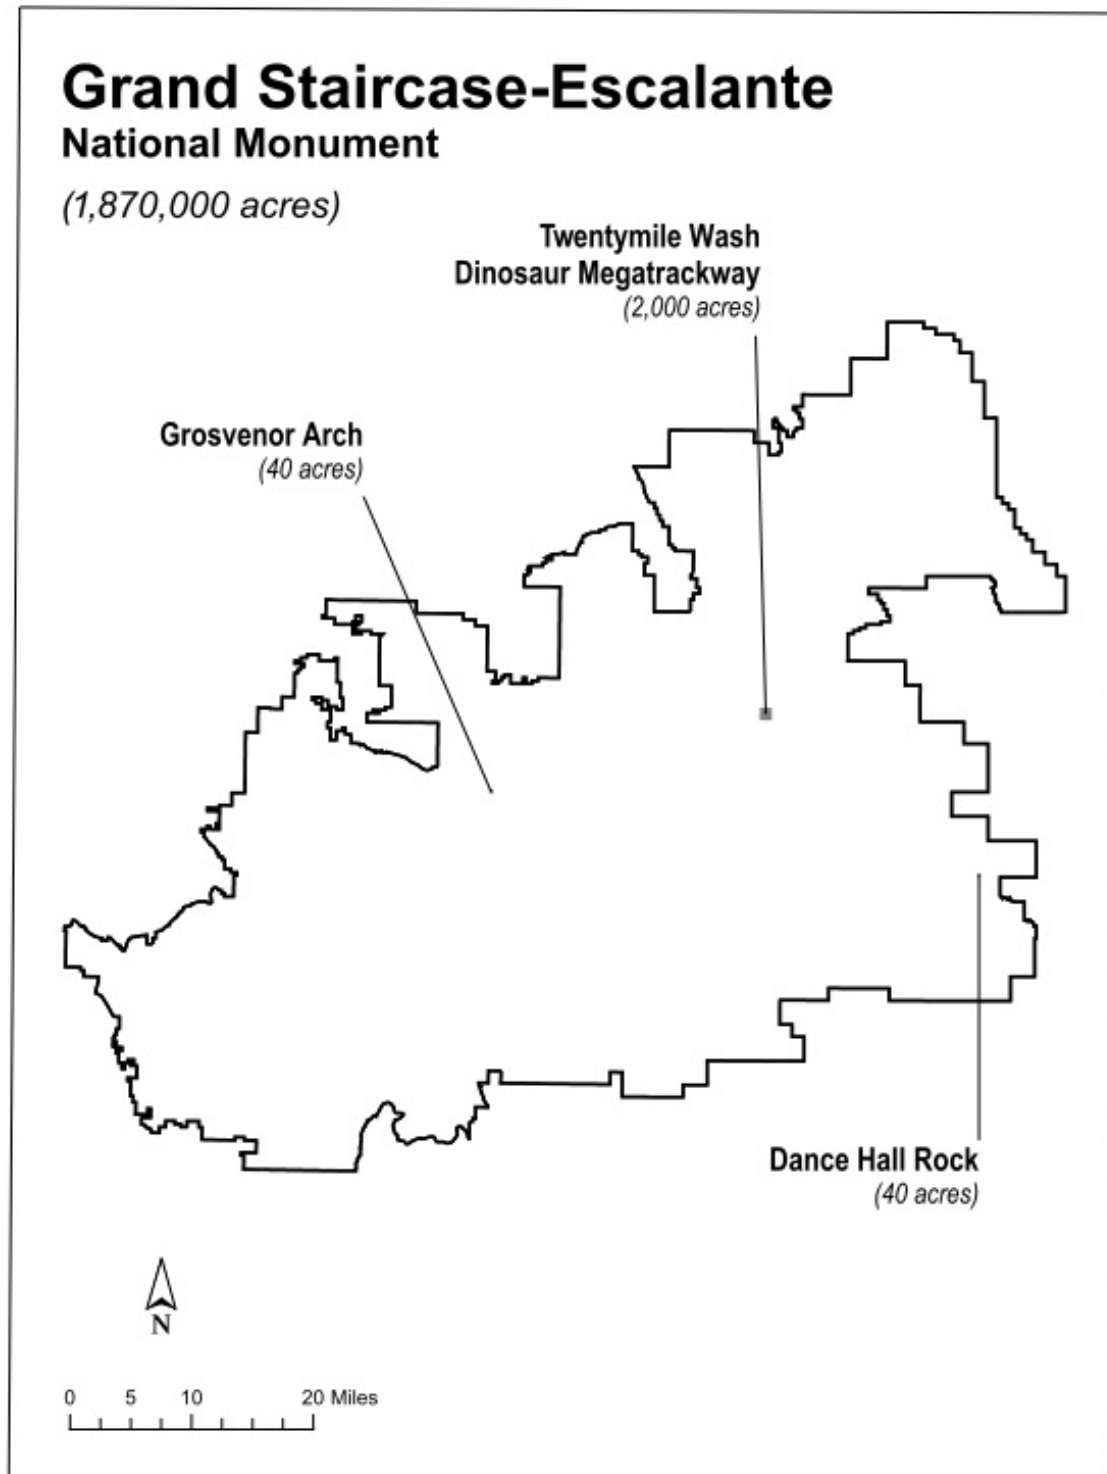 Grand Staircase-Escalante
National Monument
(1,870,000 acres)
Twentymile Wash
Dinosaur Megatrackway
(2,000 acres)
Grosvenor Arch
(40 acres)
Dance Hall Rock
(40 acres)
N
0 5 10 20 Miles